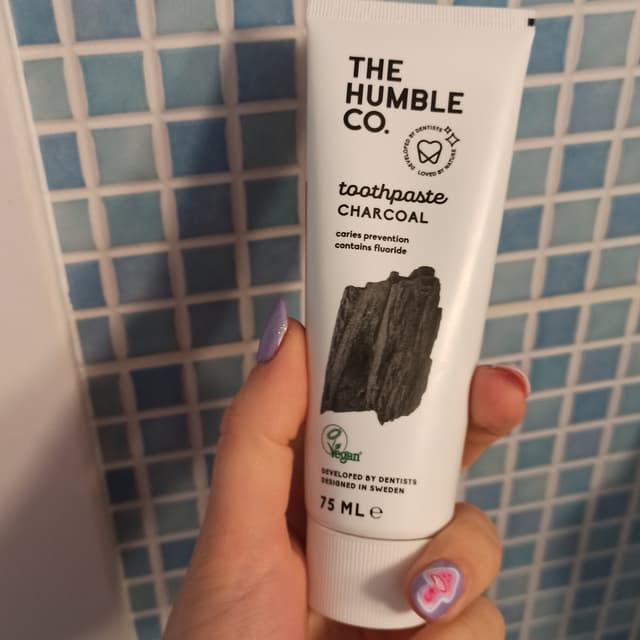 THE
HUMBLE
CO.
DEVELOPED BY DENTISTS
LOVED BY NATURE
toothpaste
CHARCOAL
caries prevention
contains fluoride
Vegan
DEVELOPED BY DENTISTS
DESIGNED IN SWEDEN
75 ML ℮